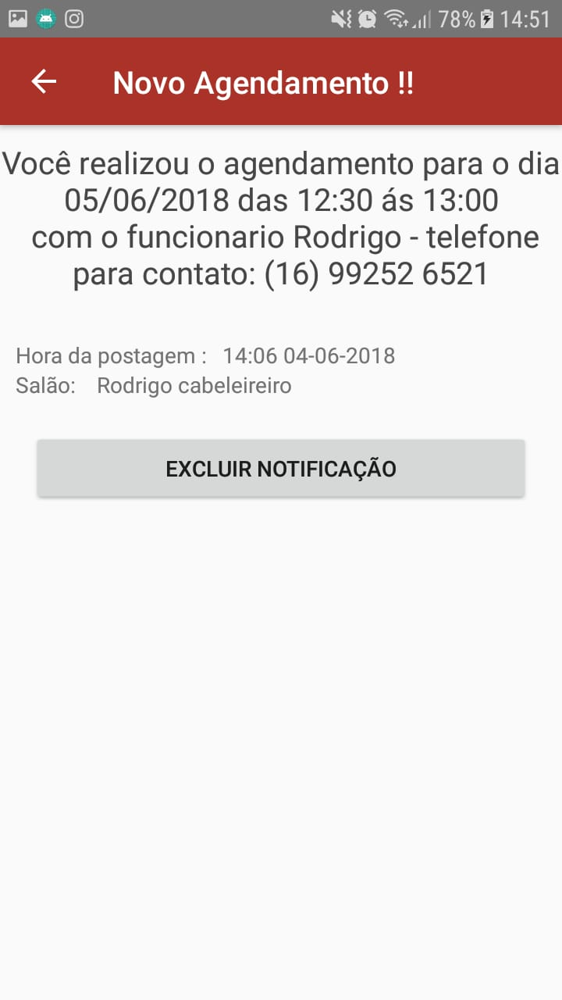 78% 14:51
Novo Agendamento !!
Você realizou o agendamento para o dia
05/06/2018 das 12:30 ás 13:00
com o funcionario Rodrigo - telefone
para contato: (16) 99252 6521
Hora da postagem : 14:06 04-06-2018
Salão: Rodrigo cabeleireiro
EXCLUIR NOTIFICAÇÃO